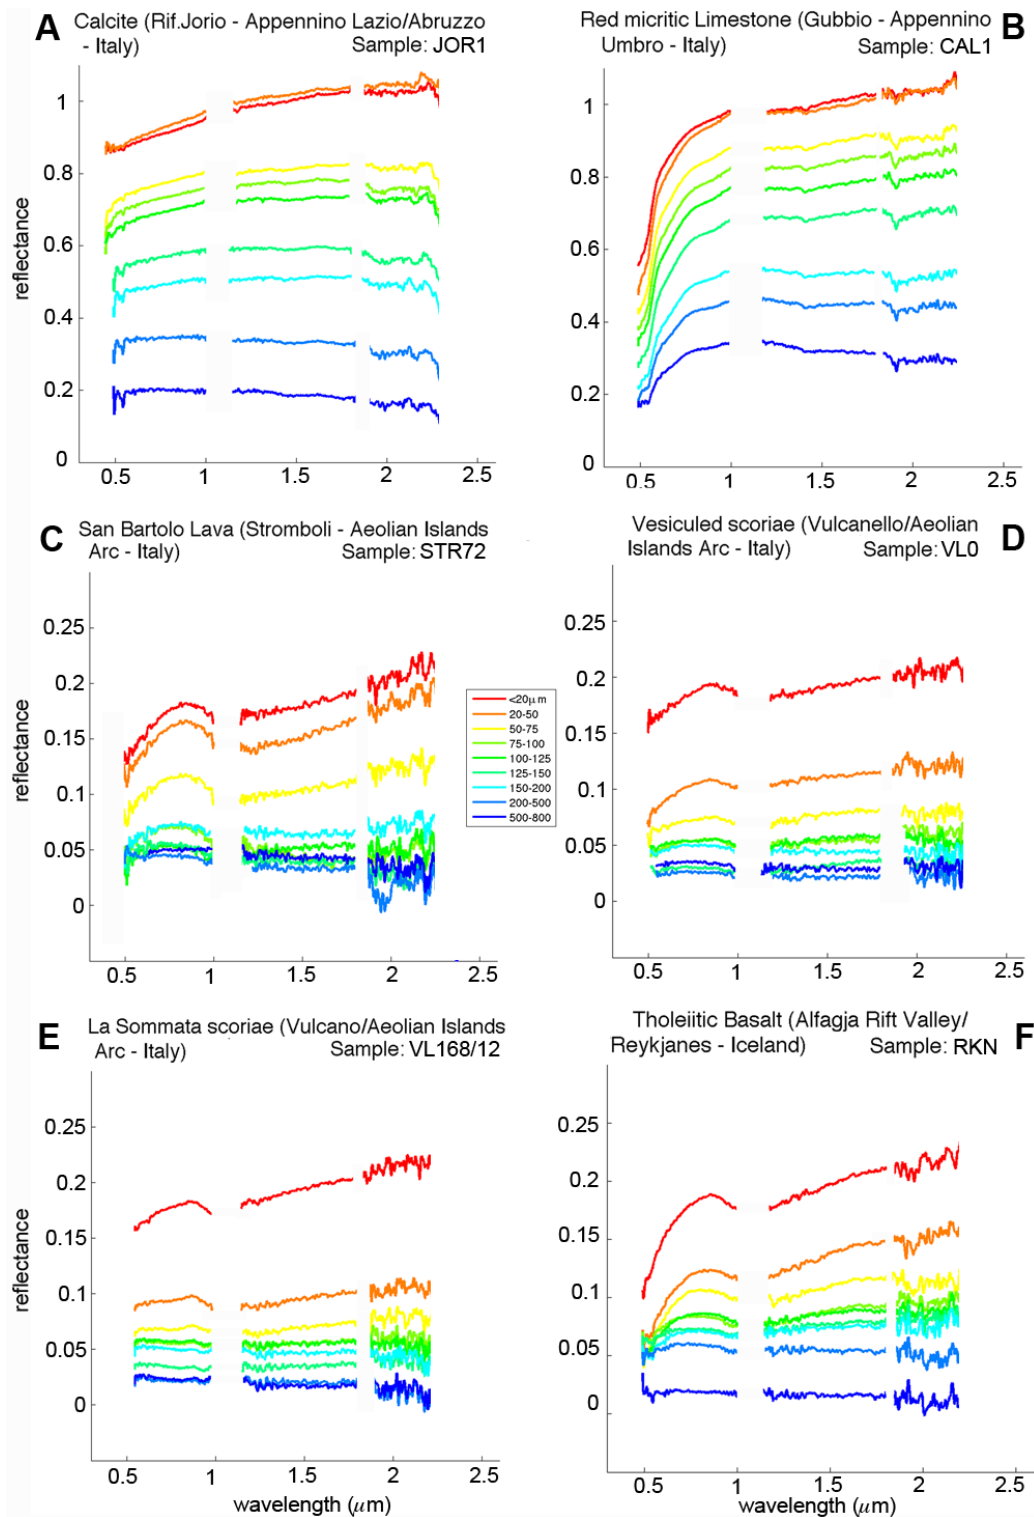 A
Calcite (Rif.Jorio - Appennino Lazio/Abruzzo
- Italy)
Sample: JOR1
reflectance
1
0.8
0.6
0.4
0.2
0
0.5
1
1.5
2
2.5
Red micritic Limestone (Gubbio - Appennino
B
Umbro - Italy)
Sample: CAL1
1
0.8
0.6
0.4
0.2
0
0.5
1
1.5
2
2.5
C
San Bartolo Lava (Stromboli - Aeolian Islands
Arc - Italy)
Sample: STR72
reflectance
0.25
0.2
0.15
0.1
0.05
0
0.5
1
1.5
2
2.5
<20μm
20-50
50-75
75-100
100-125
125-150
150-200
200-500
500-800
Vesiculed scoriae (Vulcanello/Aeolian
D
Islands Arc - Italy)
Sample: VL0
0.25
0.2
0.15
0.1
0.05
0
0.5
1
1.5
2
2.5
E
La Sommata scoriae (Vulcano/Aeolian Islands
Arc - Italy)
Sample: VL168/12
reflectance
0.25
0.2
0.15
0.1
0.05
0
0.5
1
1.5
2
2.5
wavelength (μm)
Tholeiitic Basalt (Alfagja Rift Valley/
F
Reykjanes - Iceland)
Sample: RKN
0.25
0.2
0.15
0.1
0.05
0
0.5
1
1.5
2
2.5
wavelength (μm)